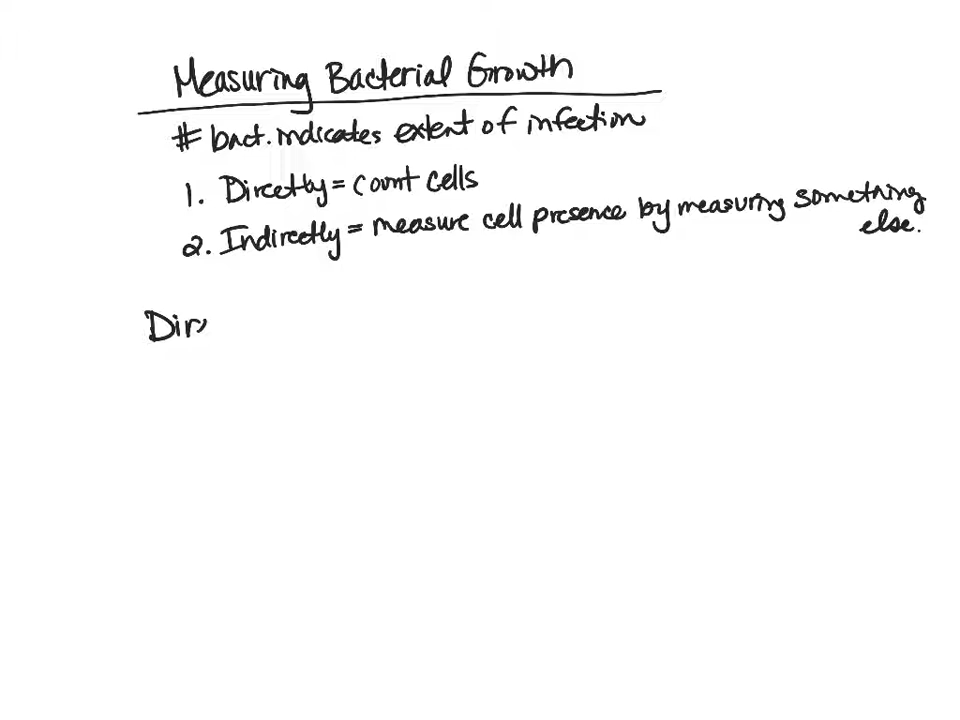 Measuring Bacterial Growth
# bact. indicates extent of infection
1. Directly = count cells
2. Indirectly = measure cell presence by measuring something
else.
Dir